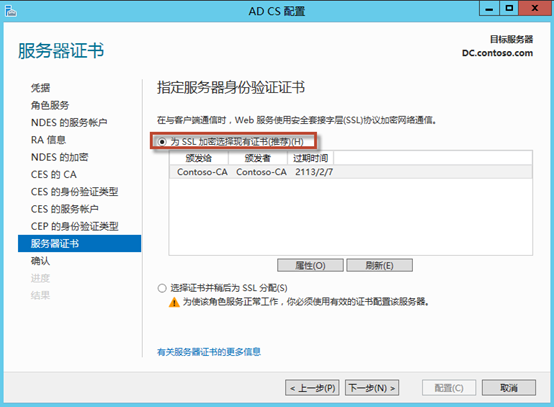 AD CS 配置
服务器证书
目标服务器
DC.contoso.com
凭据
角色服务
NDES 的服务帐户
RA 信息
NDES 的加密
CES 的 CA
CES 的身份验证类型
CES 的服务帐户
CEP 的身份验证类型
服务器证书
确认
进度
结果
指定服务器身份验证证书
在与客户端通信时，Web 服务使用安全套接字层(SSL)协议加密网络通信。
为 SSL 加密选择现有证书(推荐)(H)
颁发给 颁发者 过期时间
Contoso-CA Contoso-CA 2113/2/7
属性(O) 刷新(E)
选择证书并稍后为 SSL 分配(S)
为使该角色服务正常工作，你必须使用有效的证书配置该服务器。
有关服务器证书的更多信息
< 上一步(P) 下一步(N) > 配置(C) 取消